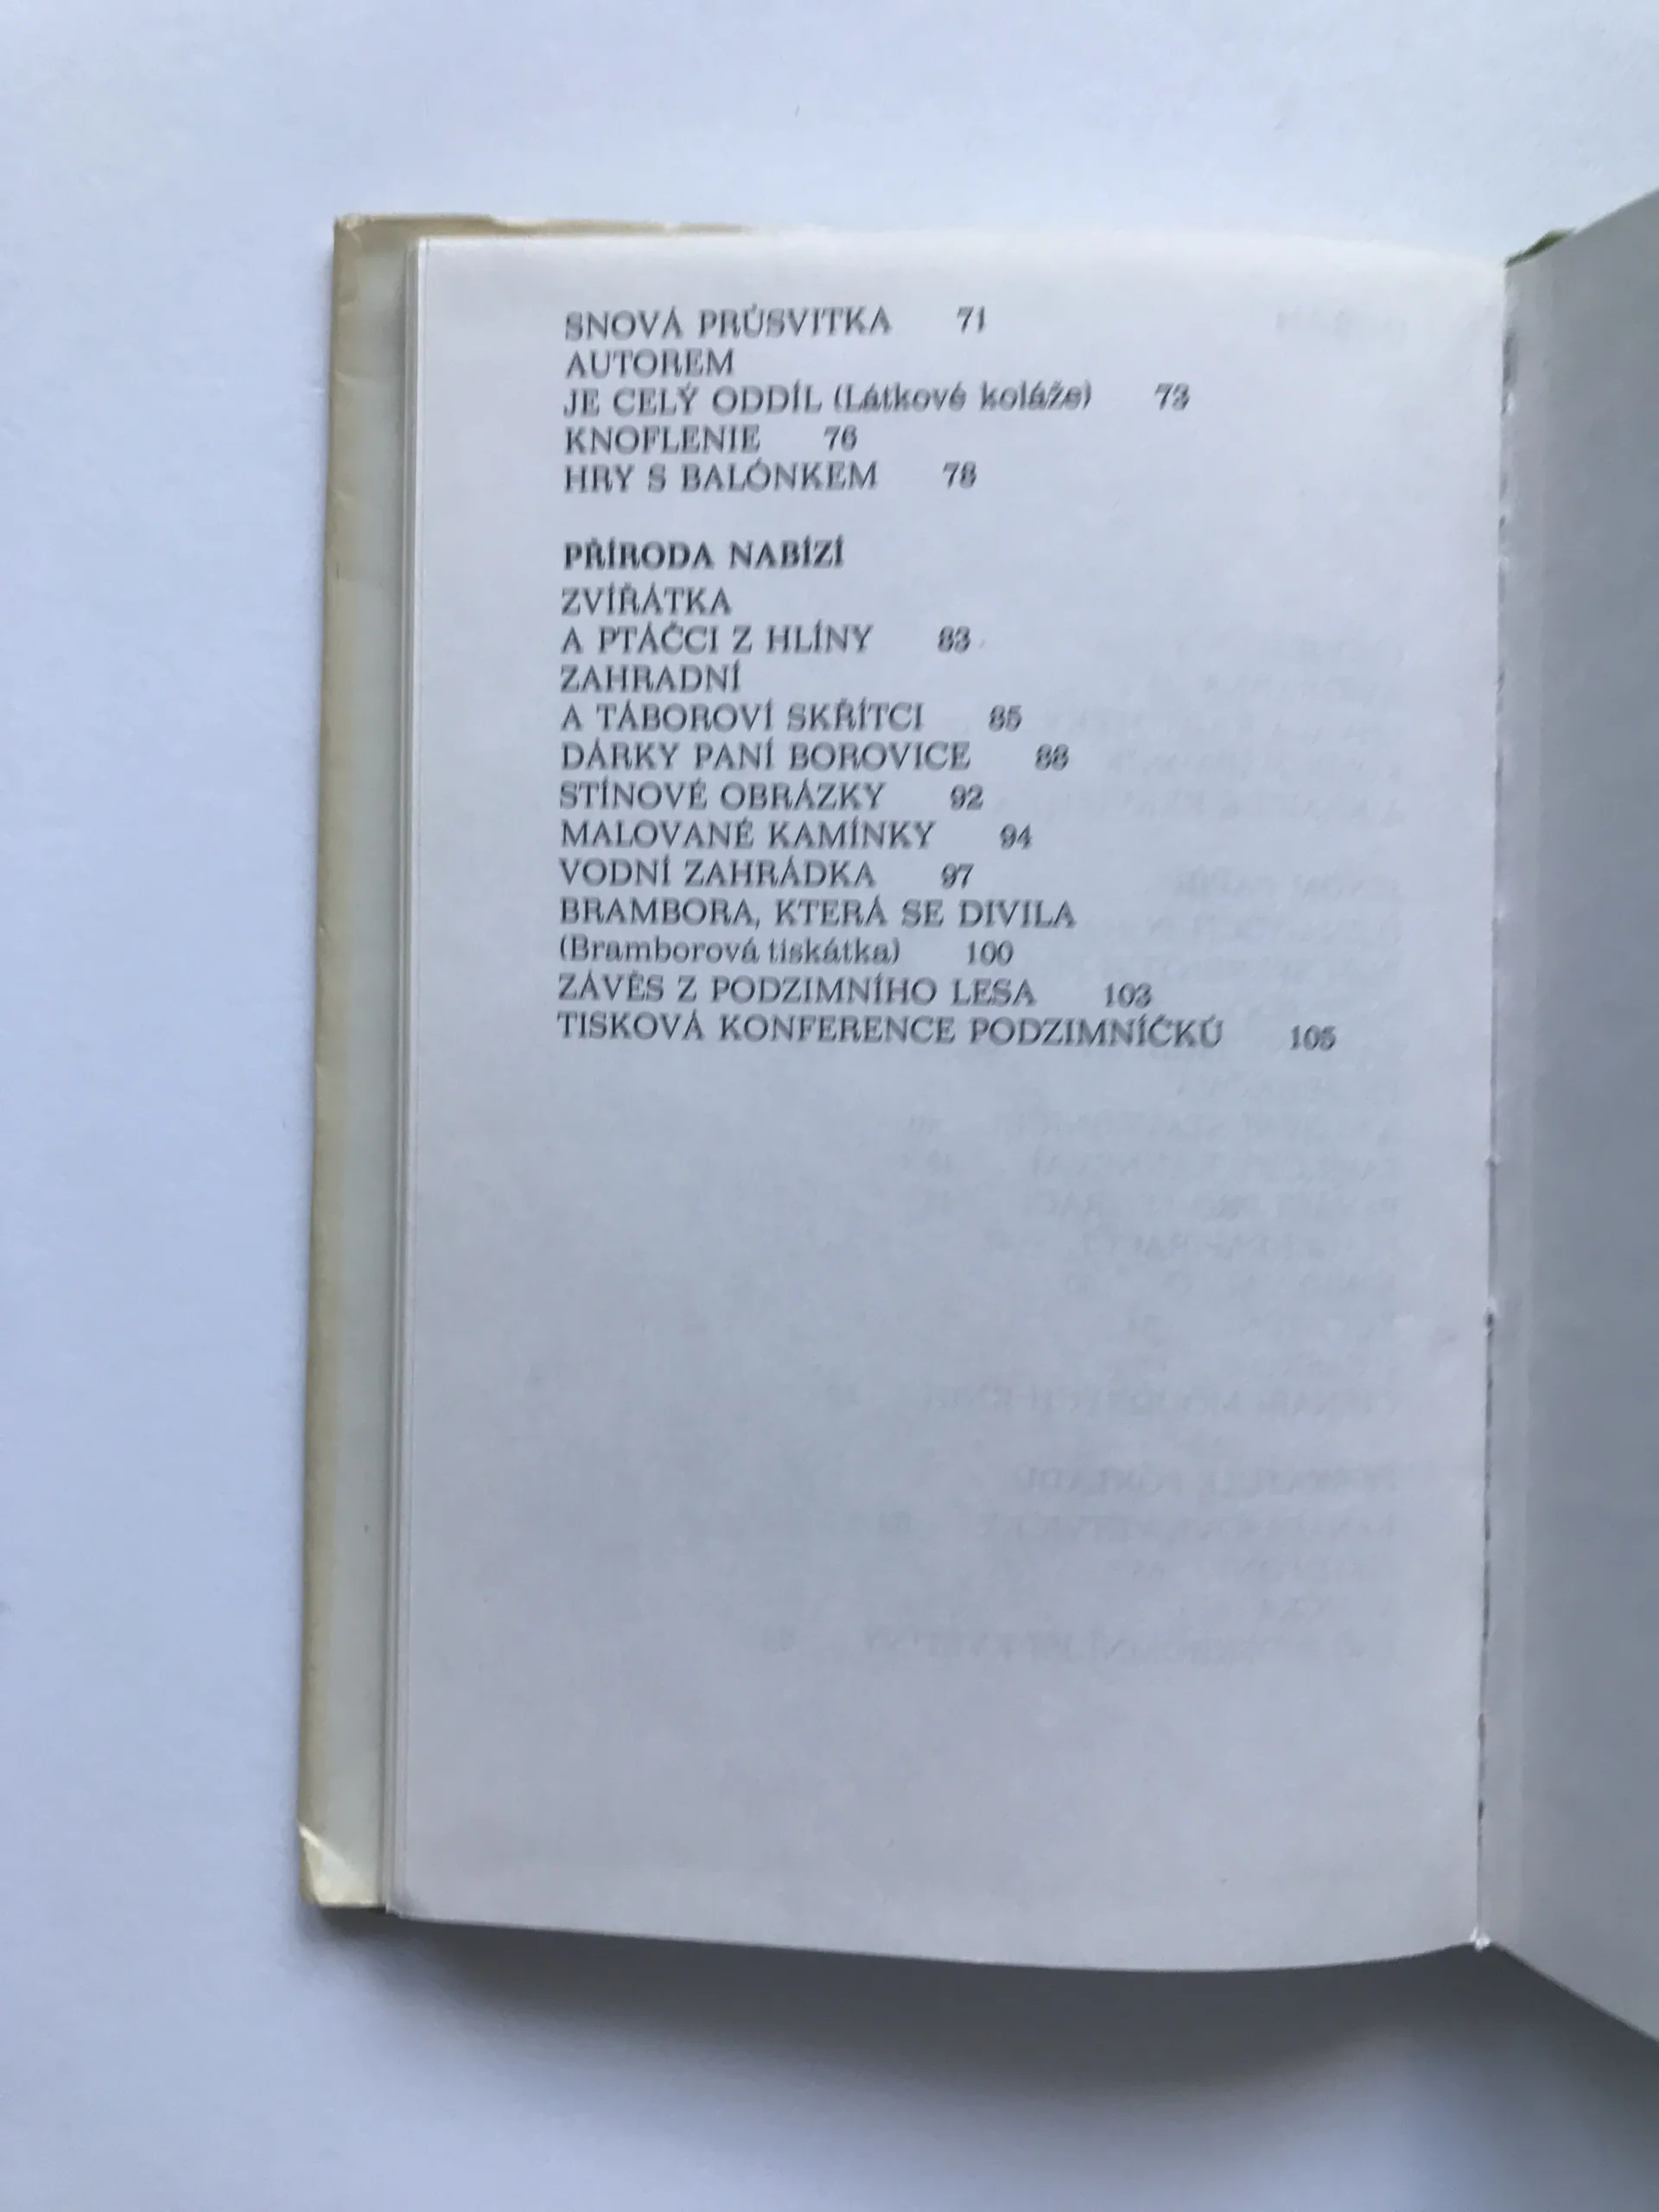 SNOVÁ PRŮSVITKA 71
AUTOREM
JE CELÝ ODDÍL (Látkové koláže) 73
KNOFLENIE 76
HRY S BALÓNKEM 78
PŘÍRODA NABÍZÍ
ZVÍŘÁTKA
A PTÁČCI Z HLÍNY 83
ZAHRADNÍ
A TÁBOROVÍ SKŘÍTCI 85
DÁRKY PANÍ BOROVICE 88
STÍNOVÉ OBRÁZKY 92
MALOVANÉ KAMÍNKY 94
VODNÍ ZAHRÁDKA 97
BRAMBORA, KTERÁ SE DIVILA
(Bramborová tiskátka) 100
ZÁVĚS Z PODZIMNÍHO LESA 103
TISKOVÁ KONFERENCE PODZIMNÍČKŮ 105